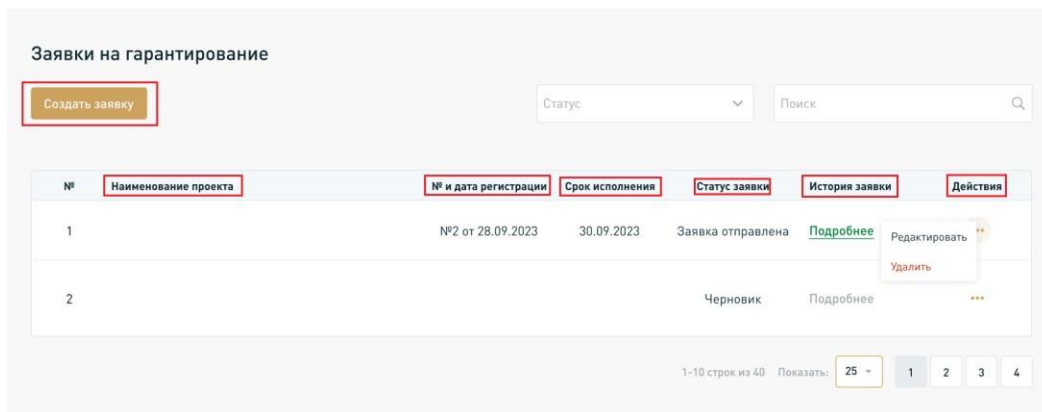 Заявки на гарантирование
Создать заявку
Статус
Поиск
№ Наименование проекта № и дата регистрации Срок исполнения Статус заявки История заявки Действия
1 №2 от 28.09.2023 30.09.2023 Заявка отправлена Подробнее
Редактировать
Удалить
2 Черновик Подробнее
1-10 строк из 40 Показать: 25 1 2 3 4